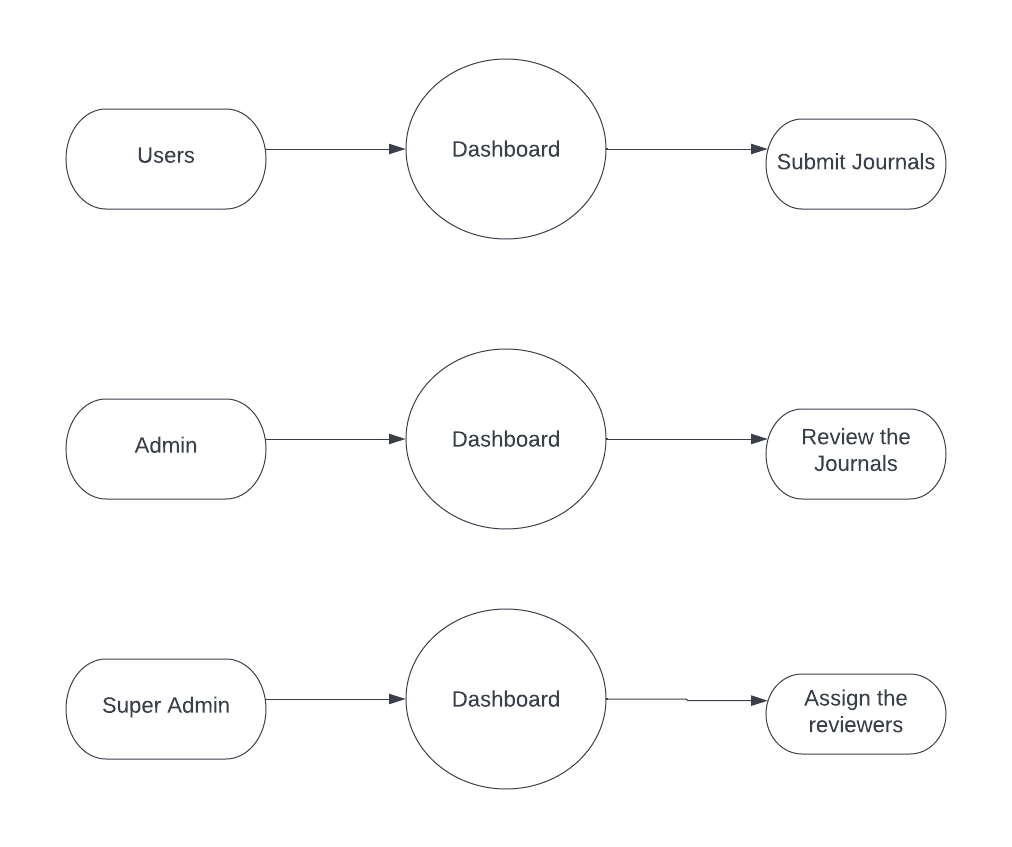 Users
Dashboard
Submit Journals
Admin
Dashboard
Review the
Journals
Super Admin
Dashboard
Assign the
reviewers